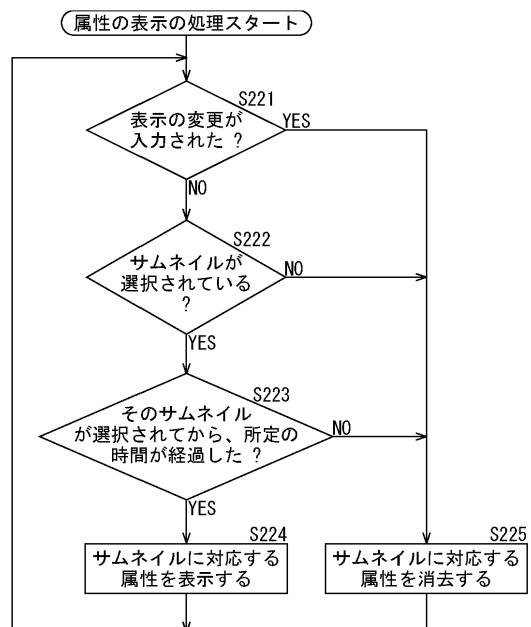 属性の表示の処理スタート
S221
表示の変更が
入力された ?
YES
NO
S222
サムネイルが
選択されている
?
NO
YES
S223
そのサムネイル
が選択されてから、所定の
時間が経過した ?
NO
YES
S224
サムネイルに対応する
属性を表示する
S225
サムネイルに対応する
属性を消去する